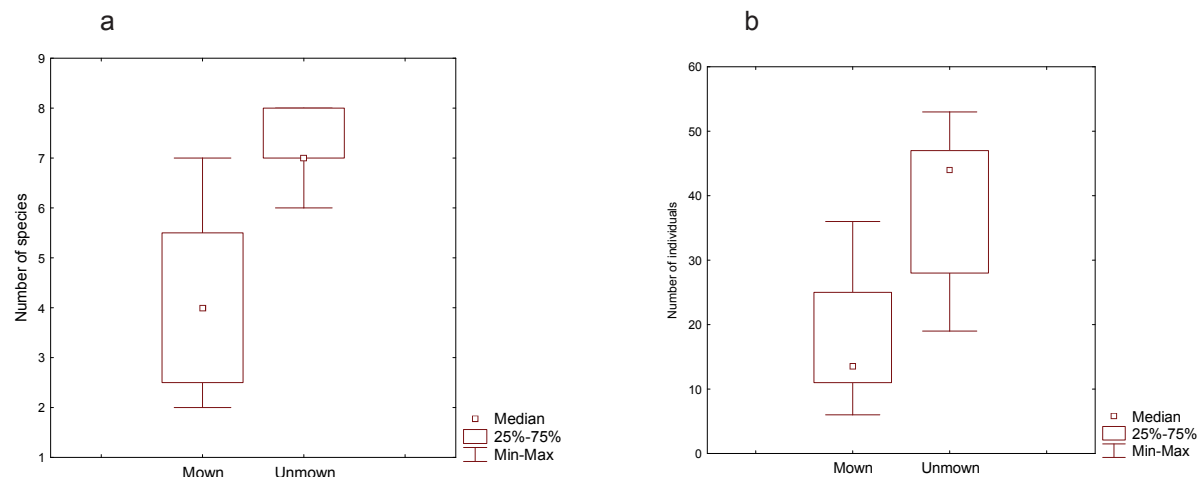 a
9
8
7
6
5
4
3
2
1
Number of species
Mown Unmown
Median
25%-75%
Min-Max
b
60
50
40
30
20
10
0
Number of individuals
Mown Unmown
Median
25%-75%
Min-Max